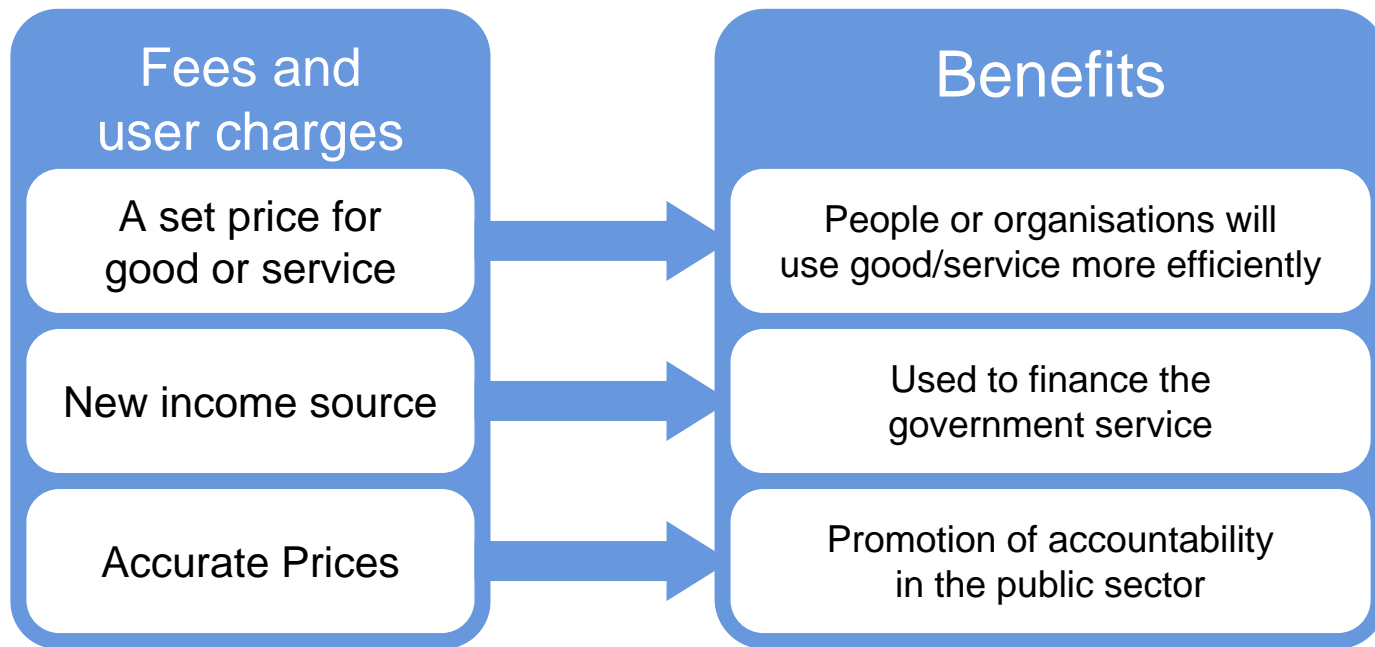 Fees and
user charges
A set price for
good or service
New income source
Accurate Prices
Benefits
People or organisations will
use good/service more efficiently
Used to finance the
government service
Promotion of accountability
in the public sector